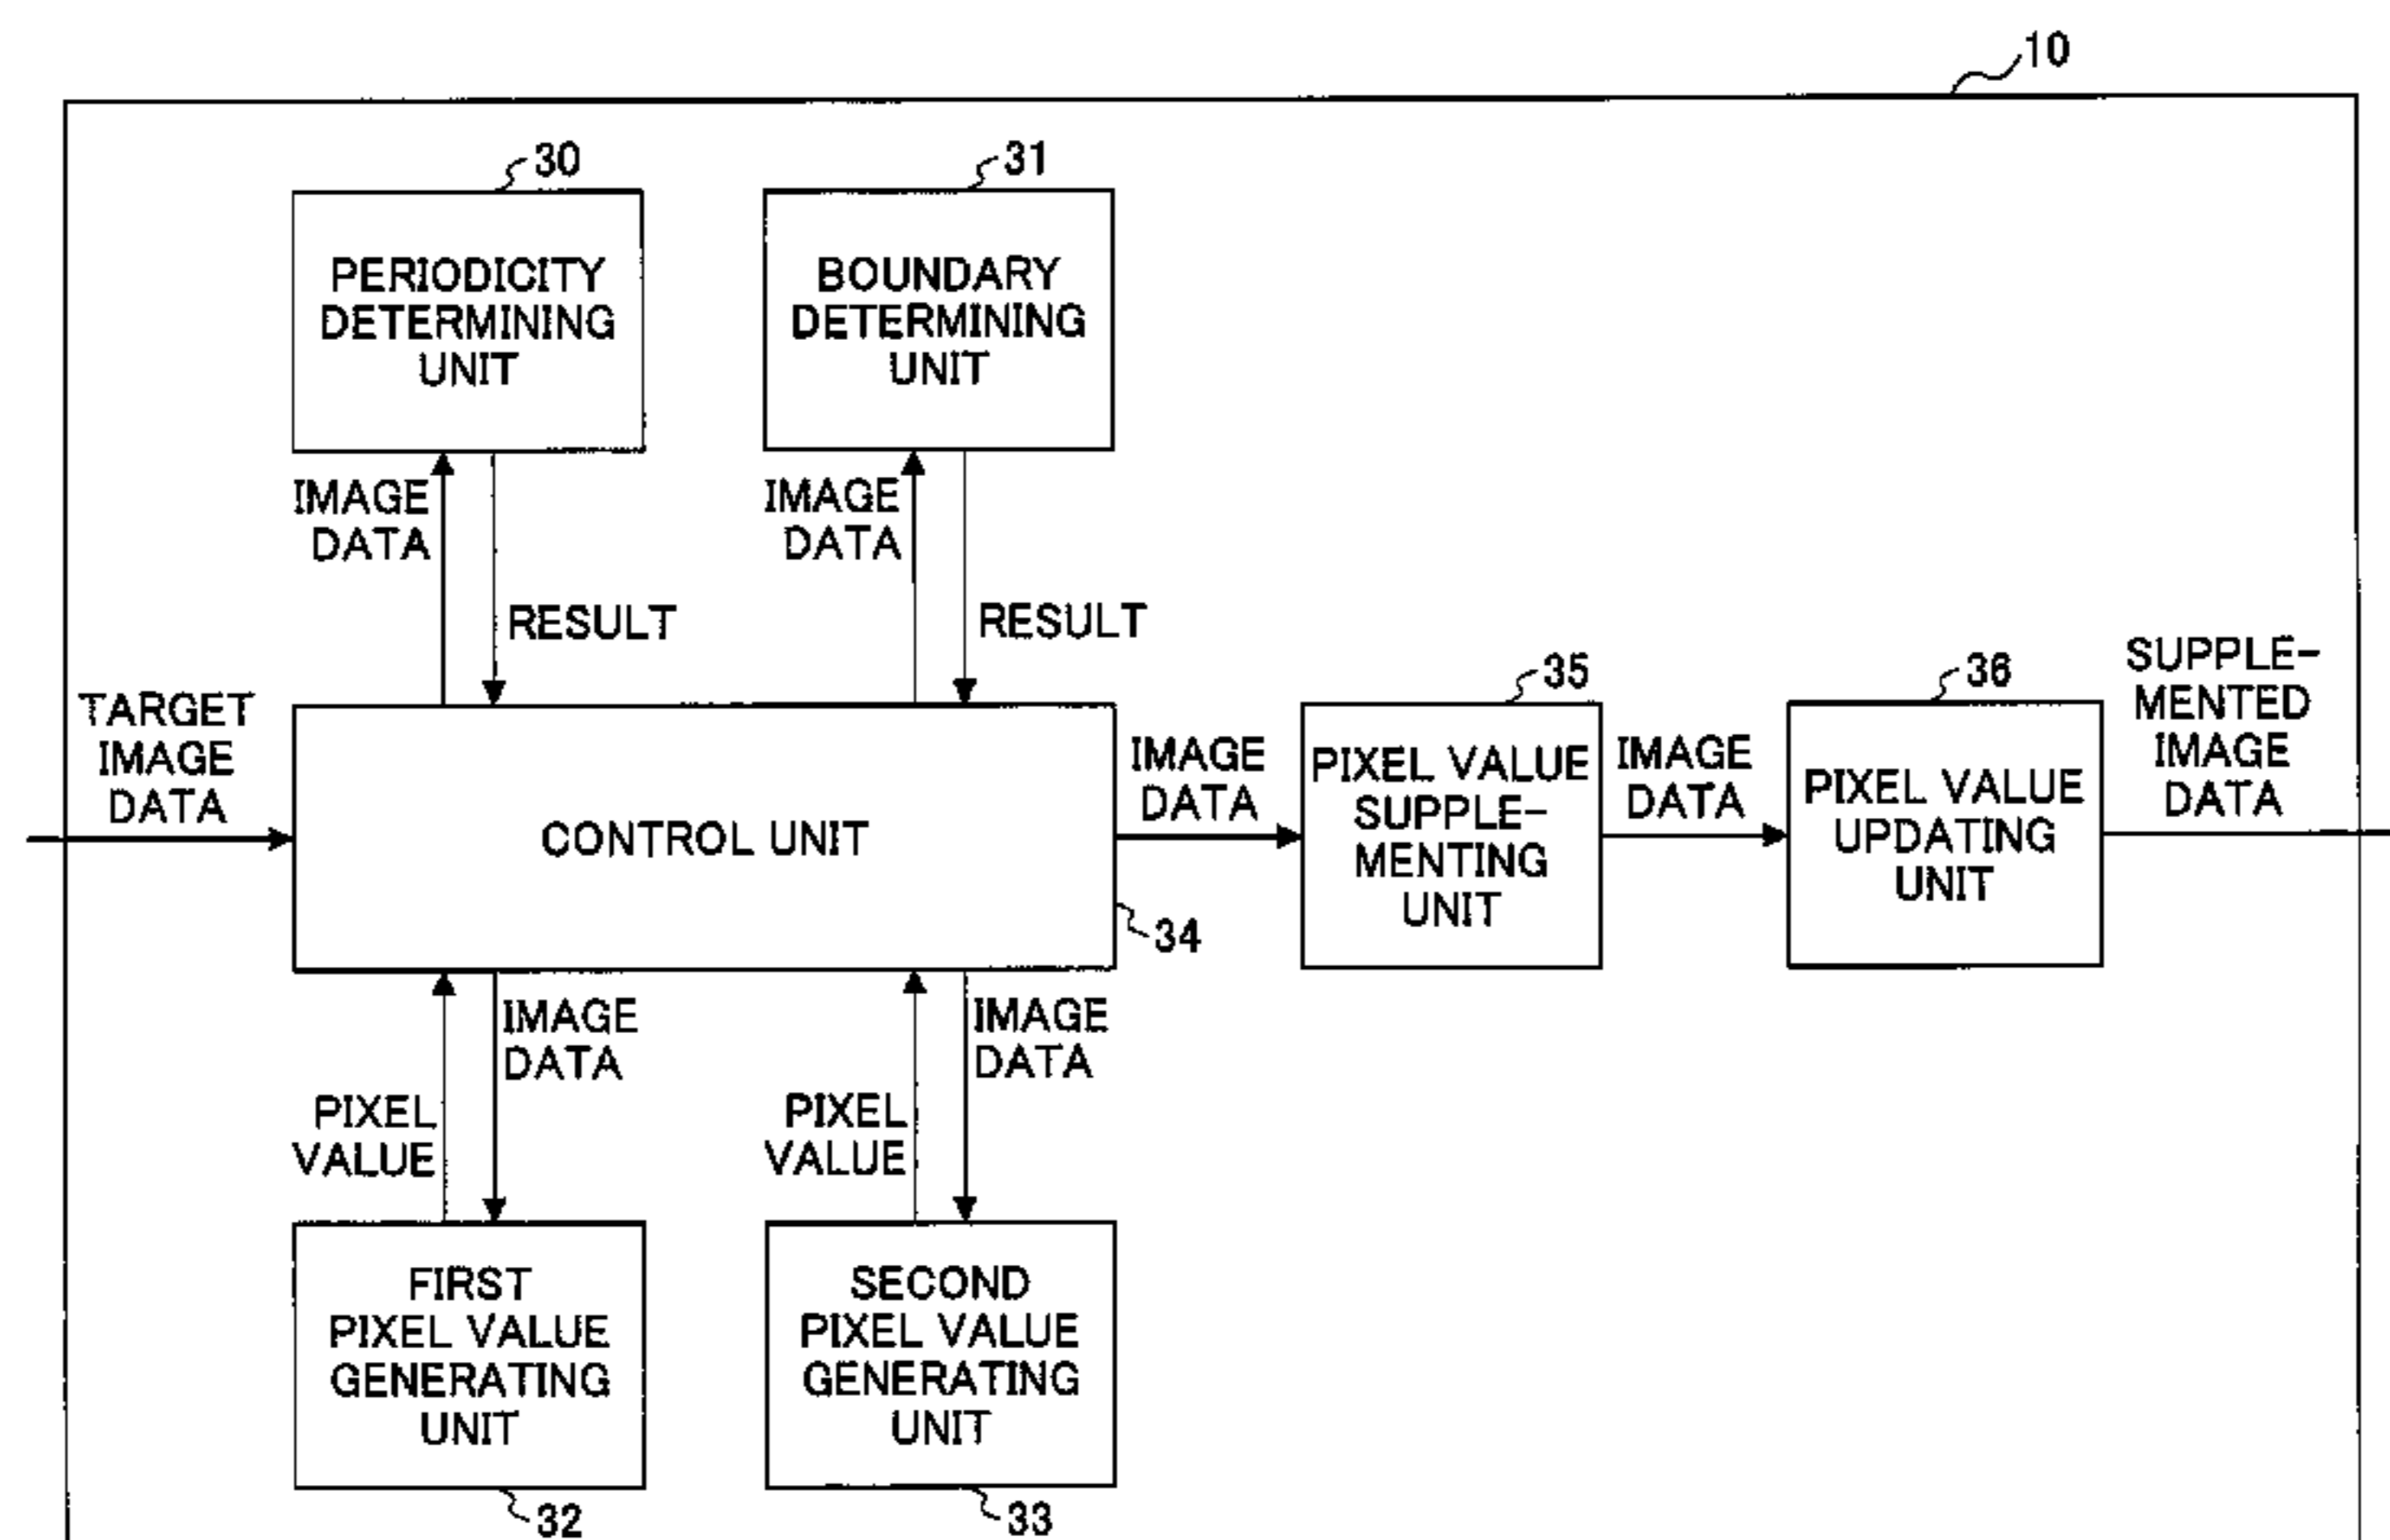 10
30
31
PERIODICITY
DETERMINING
UNIT
BOUNDARY
DETERMINING
UNIT
IMAGE
DATA
RESULT
IMAGE
DATA
RESULT
TARGET
IMAGE
DATA
CONTROL UNIT
34
IMAGE
DATA
35
PIXEL VALUE
SUPPLE-
MENTING
UNIT
IMAGE
DATA
36
PIXEL VALUE
UPDATING
UNIT
SUPPLE-
MENTED
IMAGE
DATA
PIXEL
VALUE
IMAGE
DATA
PIXEL
VALUE
IMAGE
DATA
FIRST
PIXEL VALUE
GENERATING
UNIT
32
SECOND
PIXEL VALUE
GENERATING
UNIT
33